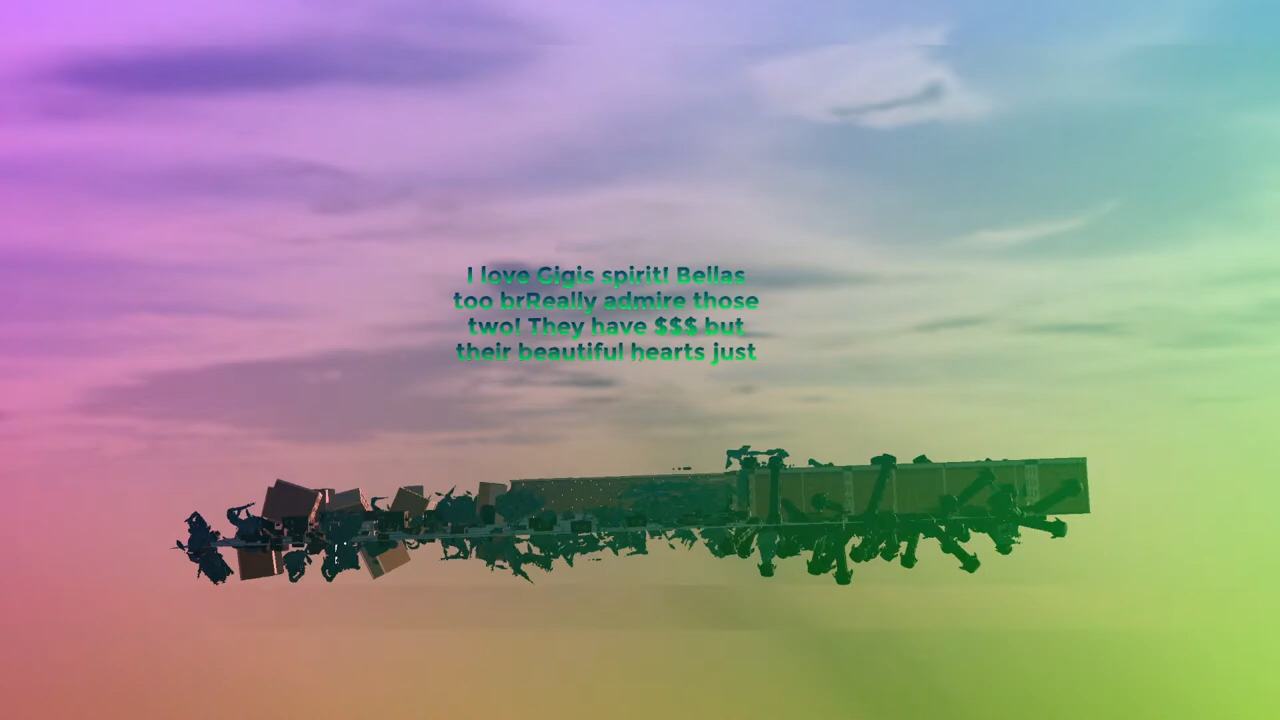 I love Gigis spirit! Bellas
too brReally admire those
two! They have $$$ but
their beautiful hearts just